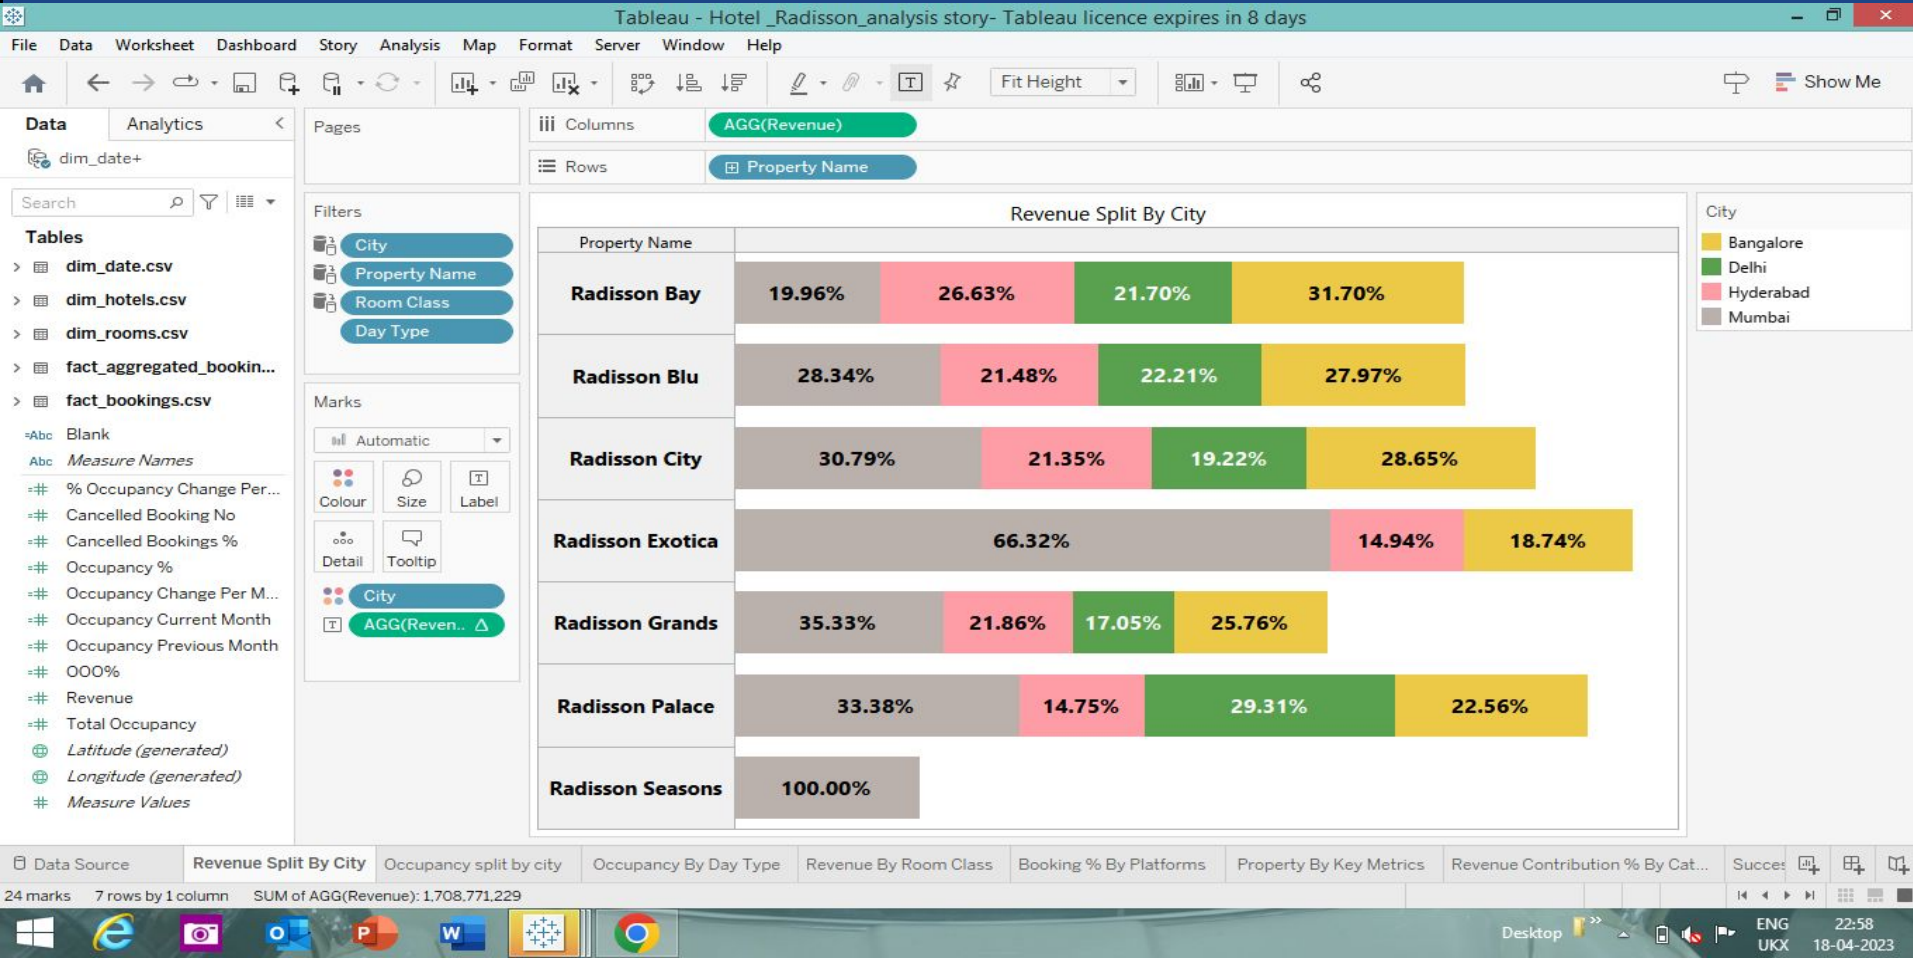 Tableau - Hotel _Radisson_analysis story- Tableau licence expires in 8 days
File Data Worksheet Dashboard Story Analysis Map Format Server Window Help
Fit Height
Show Me
Data Analytics
dim_date+
Search
Tables
dim_date.csv
dim_hotels.csv
dim_rooms.csv
fact_aggregated_bookin...
fact_bookings.csv
=Abc Blank
Abc Measure Names
=# % Occupancy Change Per...
=# Cancelled Booking No
=# Cancelled Bookings %
=# Occupancy %
=# Occupancy Change Per M...
=# Occupancy Current Month
=# Occupancy Previous Month
=# OOO%
=# Revenue
=# Total Occupancy
Latitude (generated)
Longitude (generated)
# Measure Values
Pages
Filters
City
Property Name
Room Class
Day Type
Marks
Automatic
Colour Size Label
Detail Tooltip
City
AGG(Reven.. Δ
Columns AGG(Revenue)
Rows Property Name
Revenue Split By City
Property Name
Radisson Bay 19.96% 26.63% 21.70% 31.70%
Radisson Blu 28.34% 21.48% 22.21% 27.97%
Radisson City 30.79% 21.35% 19.22% 28.65%
Radisson Exotica 66.32% 14.94% 18.74%
Radisson Grands 35.33% 21.86% 17.05% 25.76%
Radisson Palace 33.38% 14.75% 29.31% 22.56%
Radisson Seasons 100.00%
City
Bangalore
Delhi
Hyderabad
Mumbai
Data Source Revenue Split By City Occupancy split by city Occupancy By Day Type Revenue By Room Class Booking % By Platforms Property By Key Metrics Revenue Contribution % By Cat... Succes
24 marks 7 rows by 1 column SUM of AGG(Revenue): 1,708,771,229
Desktop
ENG
UKX
22:58
18-04-2023